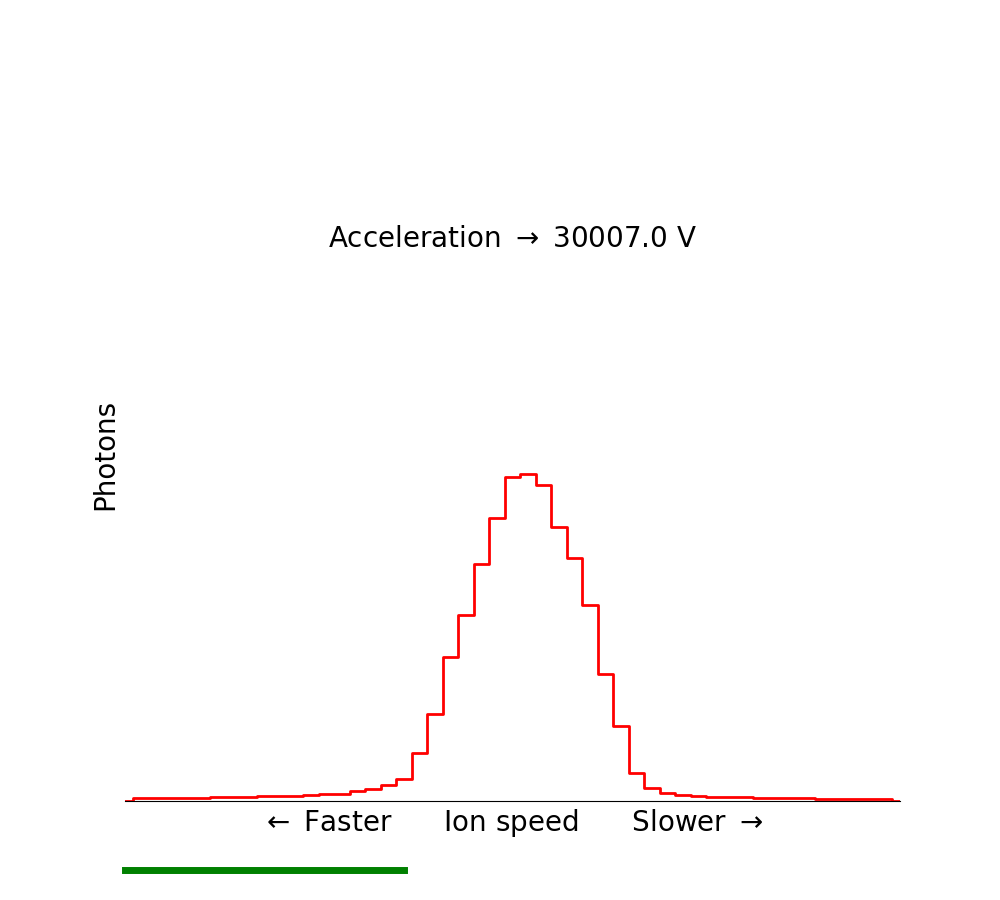 Acceleration → 30007.0 V
Photons
← Faster Ion speed Slower →